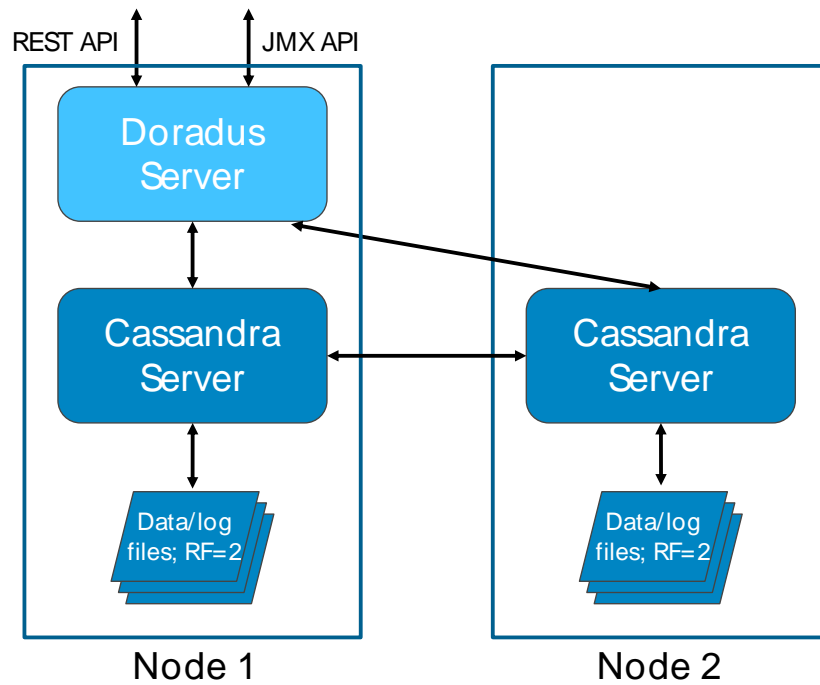 REST API
JMX API
Doradus
Server
Cassandra
Server
Cassandra
Server
Data/log
files; RF=2
Data/log
files; RF=2
Node 1
Node 2